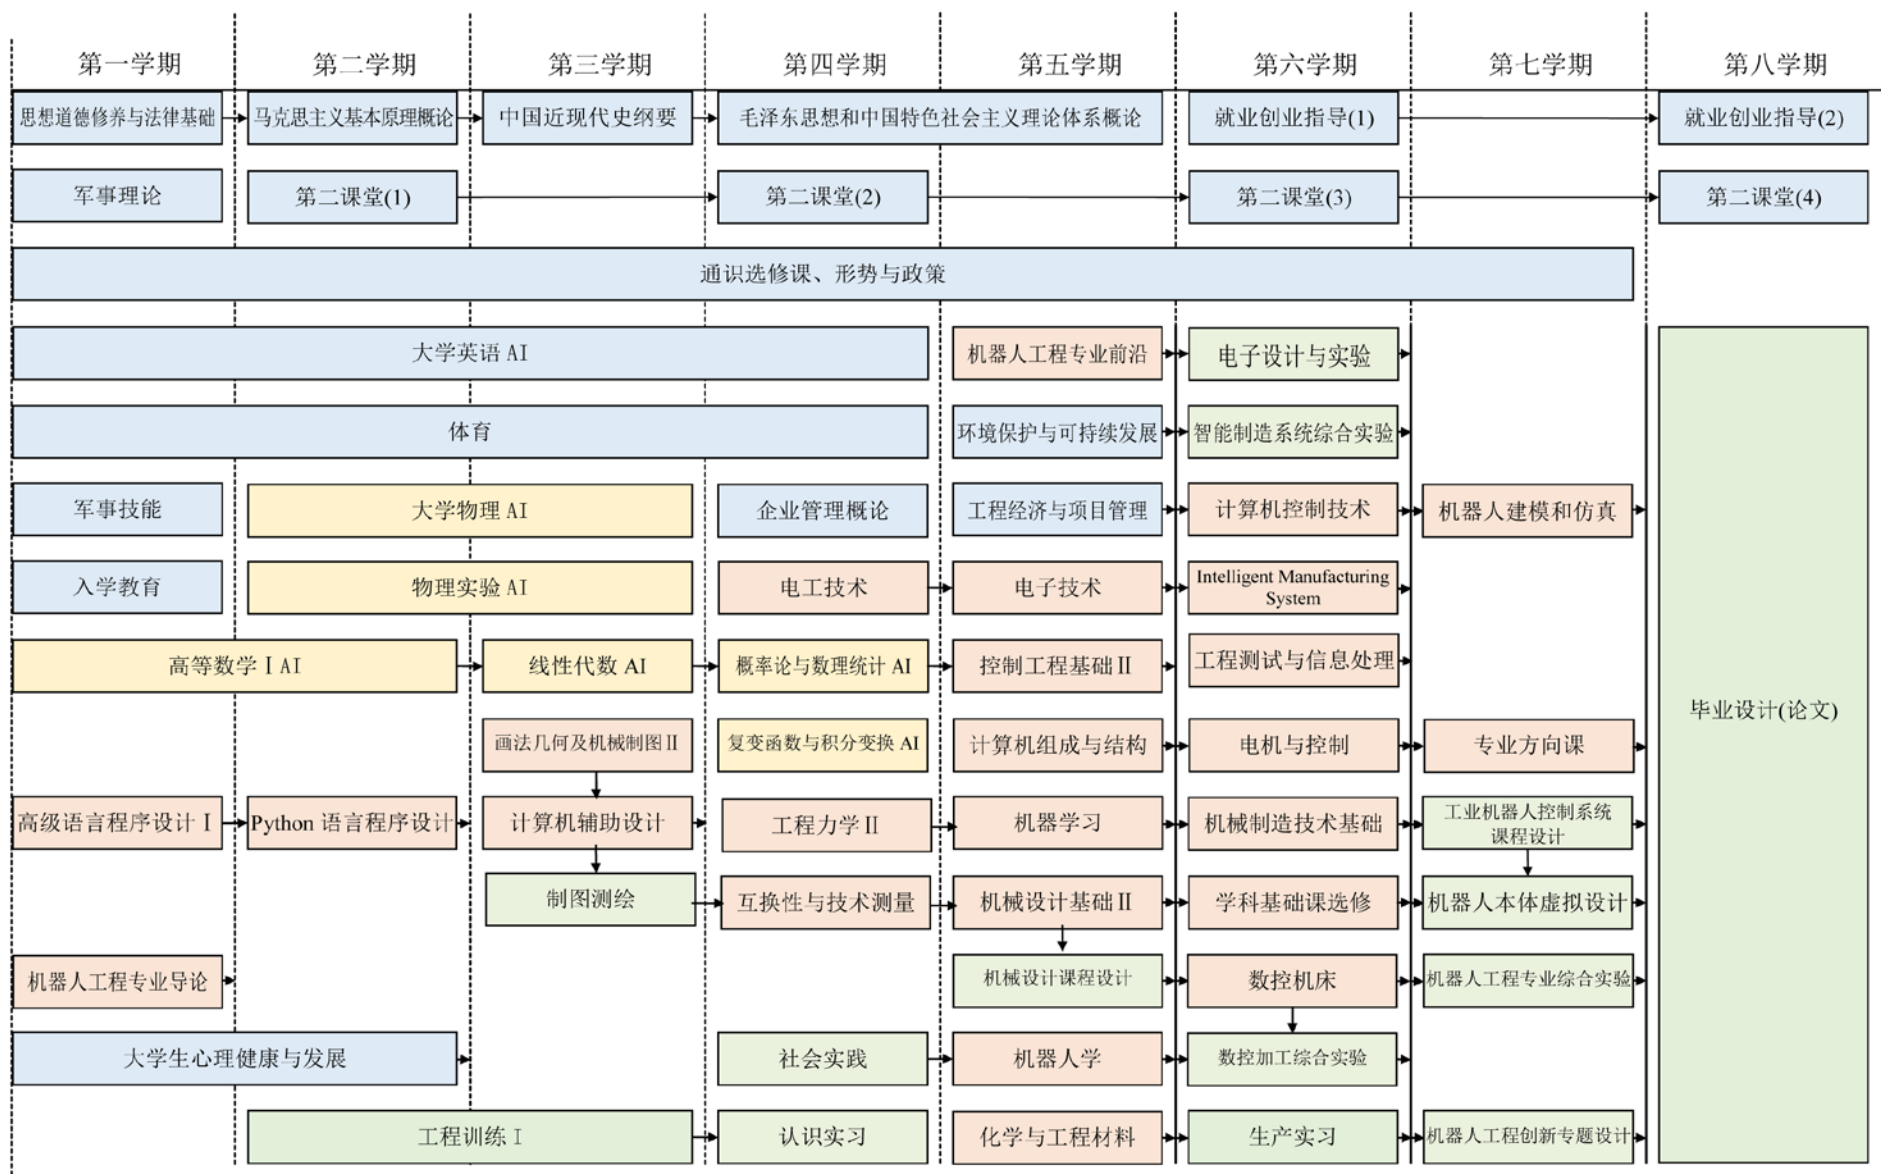 第一学期
第二学期
第三学期
第四学期
第五学期
第六学期
第七学期
第八学期
思想道德修养与法律基础
马克思主义基本原理概论
中国近现代史纲要
毛泽东思想和中国特色社会主义理论体系概论
就业创业指导(1)
就业创业指导(2)
军事理论
第二课堂(1)
第二课堂(2)
第二课堂(3)
第二课堂(4)
通识选修课、形势与政策
大学英语 AI
机器人工程专业前沿
电子设计与实验
体育
环境保护与可持续发展
智能制造系统综合实验
军事技能
大学物理 AI
企业管理概论
工程经济与项目管理
计算机控制技术
机器人建模和仿真
入学教育
物理实验 AI
电工技术
电子技术
Intelligent Manufacturing
System
高等数学Ⅰ AI
线性代数 AI
概率论与数理统计 AI
控制工程基础Ⅱ
工程测试与信息处理
毕业设计(论文)
画法几何及机械制图Ⅱ
复变函数与积分变换 AI
计算机组成与结构
电机与控制
专业方向课
高级语言程序设计Ⅰ
Python 语言程序设计
计算机辅助设计
工程力学Ⅱ
机器学习
机械制造技术基础
工业机器人控制系统
课程设计
制图测绘
互换性与技术测量
机械设计基础Ⅱ
学科基础课选修
机器人本体虚拟设计
机器人工程专业导论
机械设计课程设计
数控机床
机器人工程专业综合实验
大学生心理健康与发展
社会实践
机器人学
数控加工综合实验
工程训练Ⅰ
认识实习
化学与工程材料
生产实习
机器人工程创新专题设计